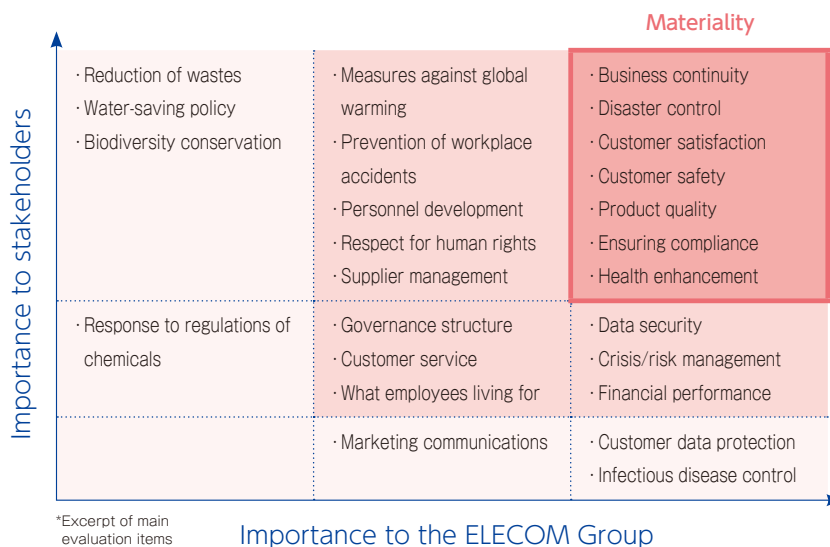 Materiality
Importance to stakeholders
· Reduction of wastes
· Water-saving policy
· Biodiversity conservation
· Measures against global
warming
· Prevention of workplace
accidents
· Personnel development
· Respect for human rights
· Supplier management
· Business continuity
· Disaster control
· Customer satisfaction
· Customer safety
· Product quality
· Ensuring compliance
· Health enhancement
· Response to regulations of
chemicals
· Governance structure
· Customer service
· What employees living for
· Data security
· Crisis/risk management
· Financial performance
· Marketing communications
· Customer data protection
· Infectious disease control
*Excerpt of main
evaluation items
Importance to the ELECOM Group